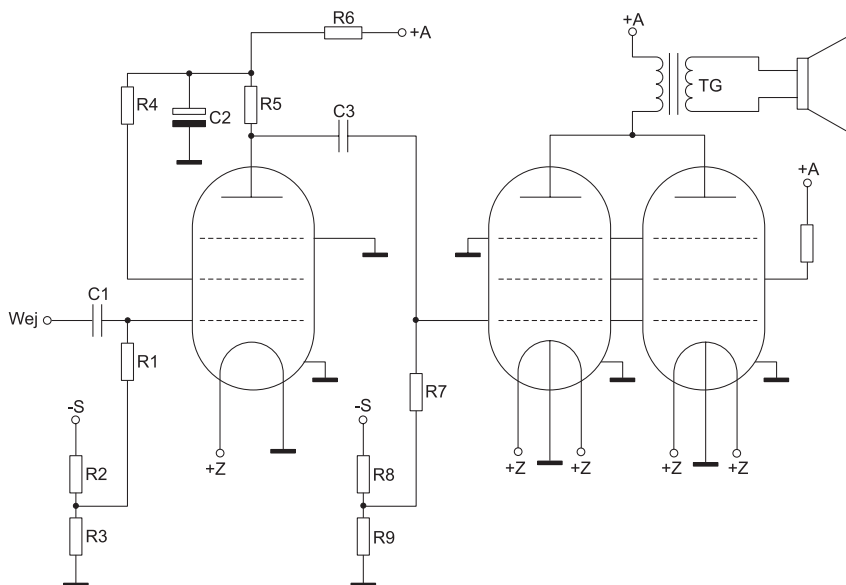 R6
+A
+A
R4
C2
R5
C3
TG
+A
C1
Wej
R1
R7
-S
-S
+Z
+Z
+Z
+Z
+Z
R2
R8
R3
R9